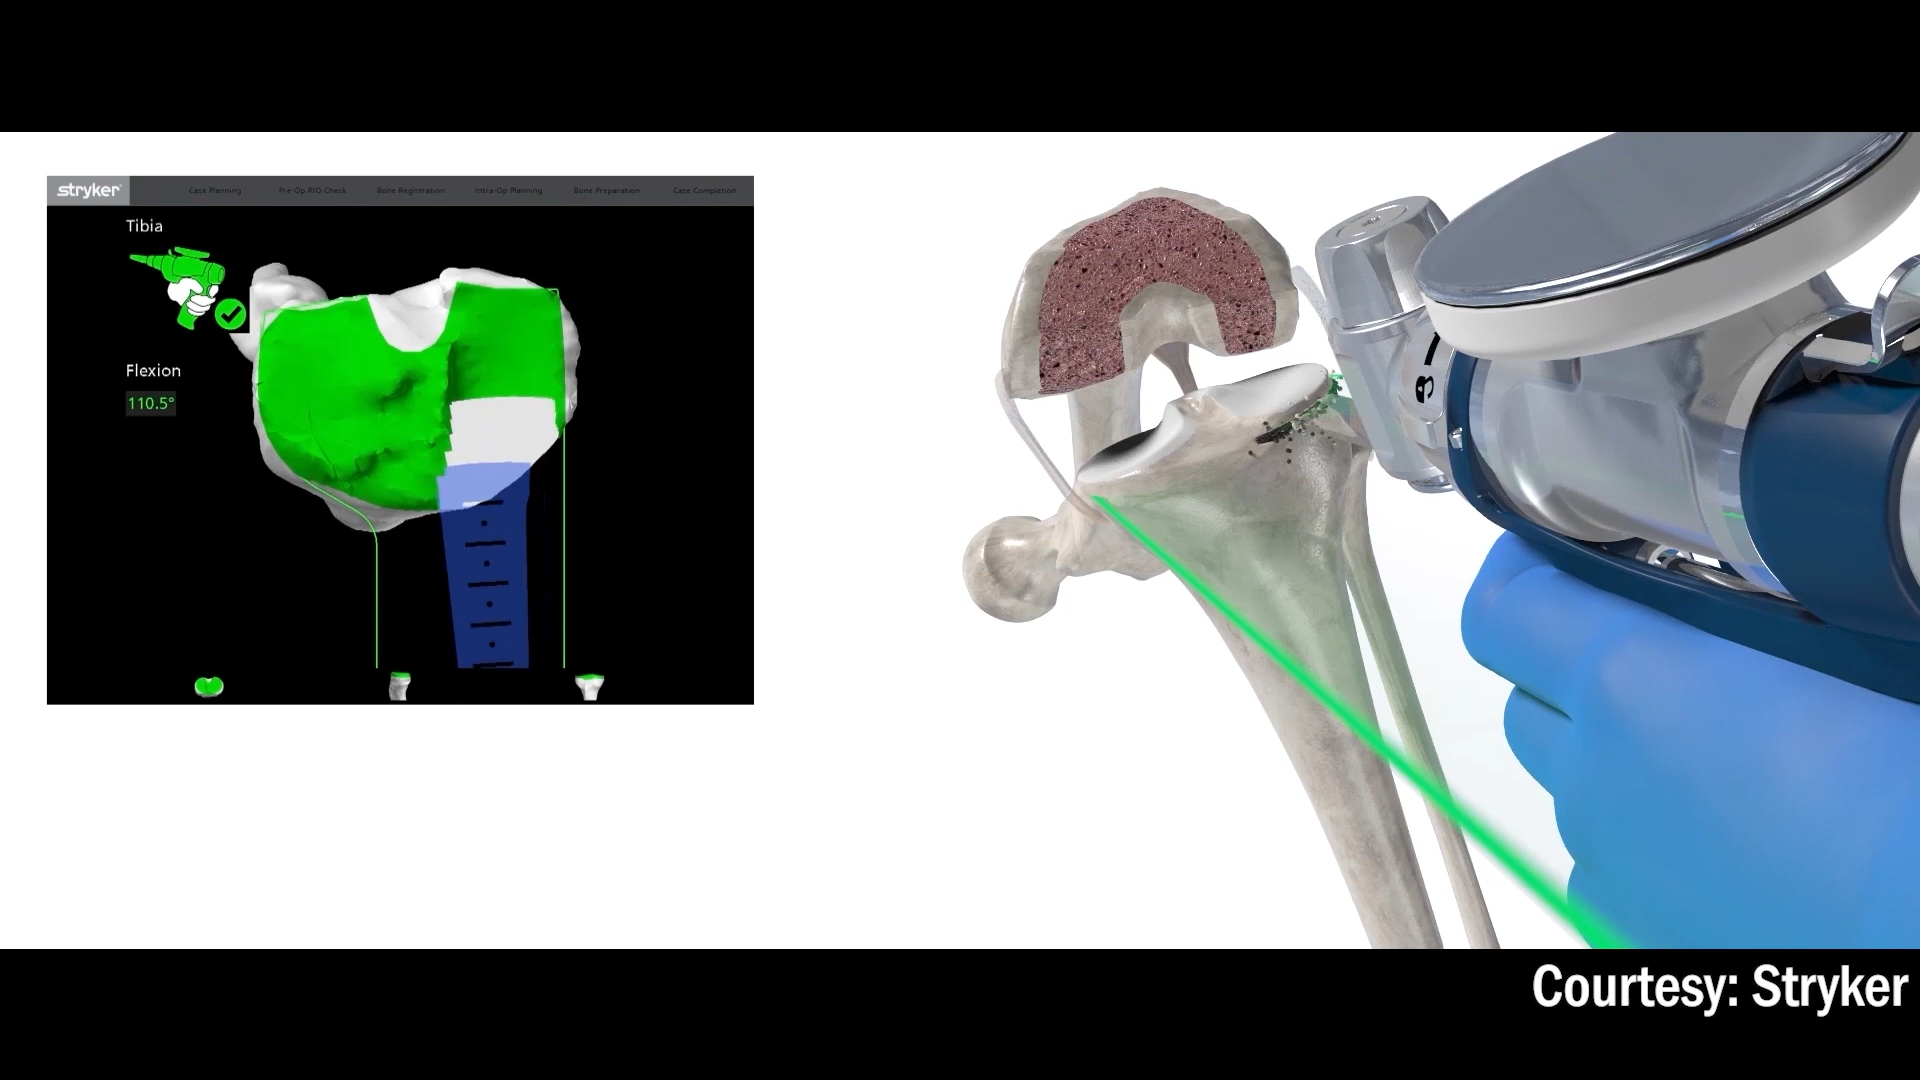 stryker
Case Planning
Pre-Op RIO Check
Bone Registration
Intra-Op Planning
Bone Preparation
Case Completion
Tibia
Flexion
110.5°
3
Courtesy: Stryker